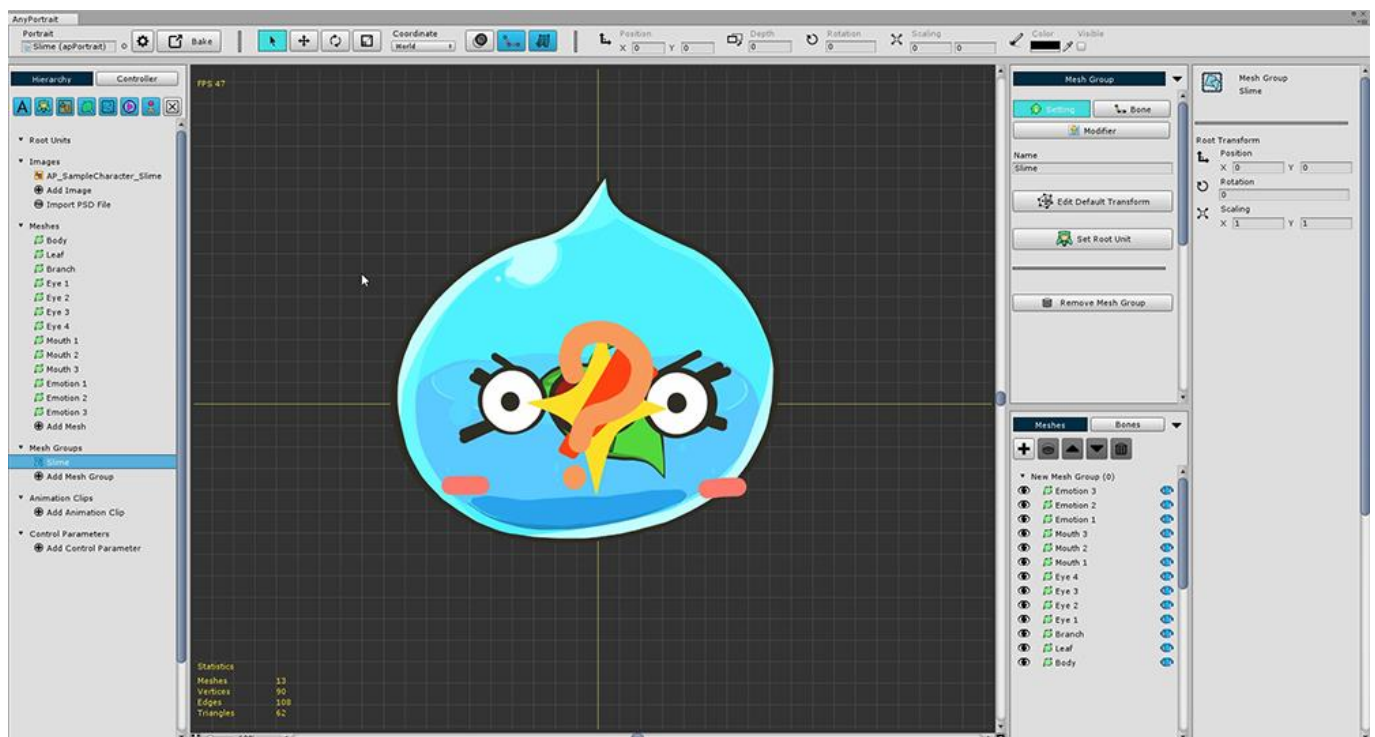 AnyPortrait
Portrait
Slime (apPortrait)
Bake
Coordinate
World
Position
X 0 Y 0
Depth
0
Rotation
0
Scaling
0 0
Color
Visible
Hierarchy
Controller
Root Units
Images
AP_SampleCharacter_Slime
Add Image
Import PSD File
Meshes
Body
Leaf
Branch
Eye 1
Eye 2
Eye 3
Eye 4
Mouth 1
Mouth 2
Mouth 3
Emotion 1
Emotion 2
Emotion 3
Add Mesh
Mesh Groups
Slime
Add Mesh Group
Animation Clips
Add Animation Clip
Control Parameters
Add Control Parameter
FPS 47
?
Statistics
Meshes 13
Vertices 90
Edges 108
Triangles 62
Mesh Group
Setting
Bone
Modifier
Name
Slime
Edit Default Transform
Set Root Unit
Remove Mesh Group
Meshes
Bones
New Mesh Group (0)
Emotion 3
Emotion 2
Emotion 1
Mouth 3
Mouth 2
Mouth 1
Eye 4
Eye 3
Eye 2
Eye 1
Branch
Leaf
Body
Mesh Group
Slime
Root Transform
Position
X 0 Y 0
Rotation
0
Scaling
X 1 Y 1